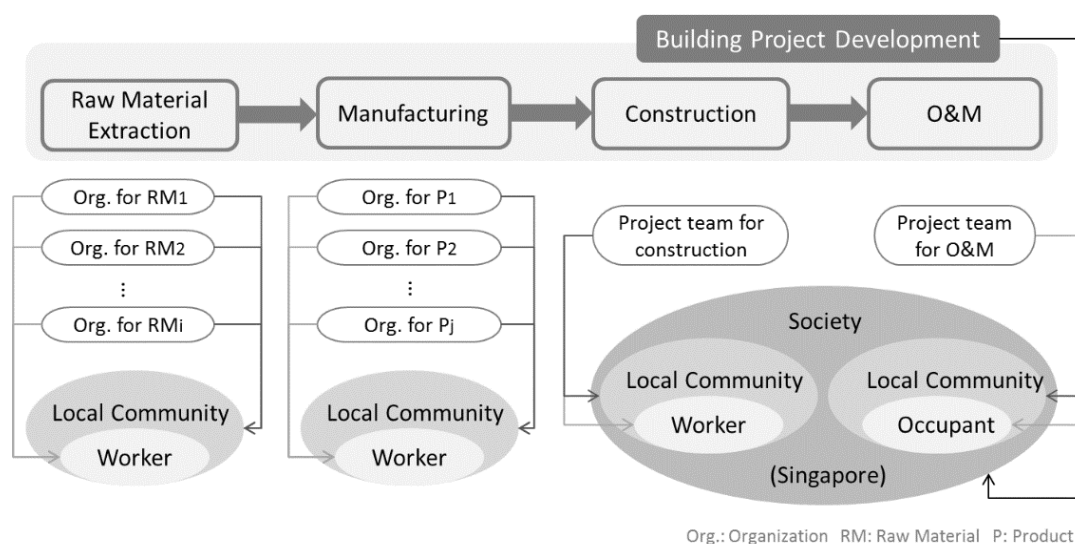 Building Project Development
Raw Material
Extraction
Manufacturing
Construction
O&M
Org. for RM1
Org. for RM2
⋮
Org. for RMi
Local Community
Worker
Org. for P1
Org. for P2
⋮
Org. for Pj
Local Community
Worker
Project team for
construction
Project team
for O&M
Society
Local Community
Worker
Local Community
Occupant
(Singapore)
Org.: Organization RM: Raw Material P: Product